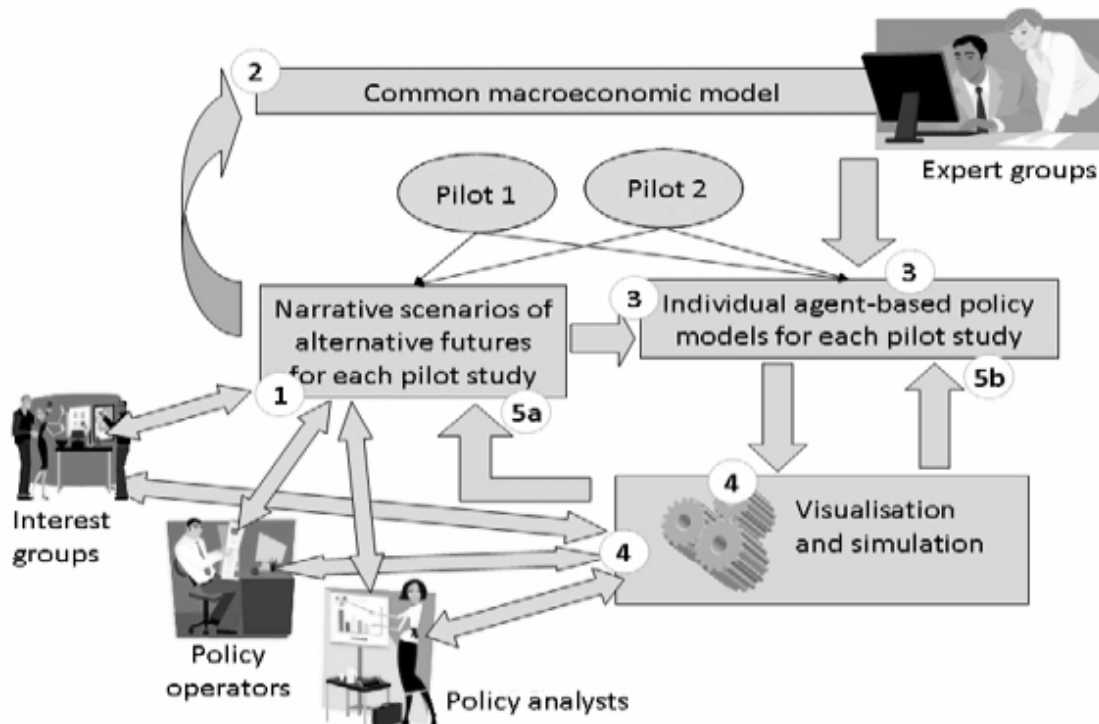 2
Common macroeconomic model
Expert groups
Pilot 1
Pilot 2
3
Narrative scenarios of
alternative futures
for each pilot study
3
Individual agent-based policy
models for each pilot study
1
5a
5b
4
Visualisation
and simulation
4
Interest
groups
Policy
operators
Policy analysts